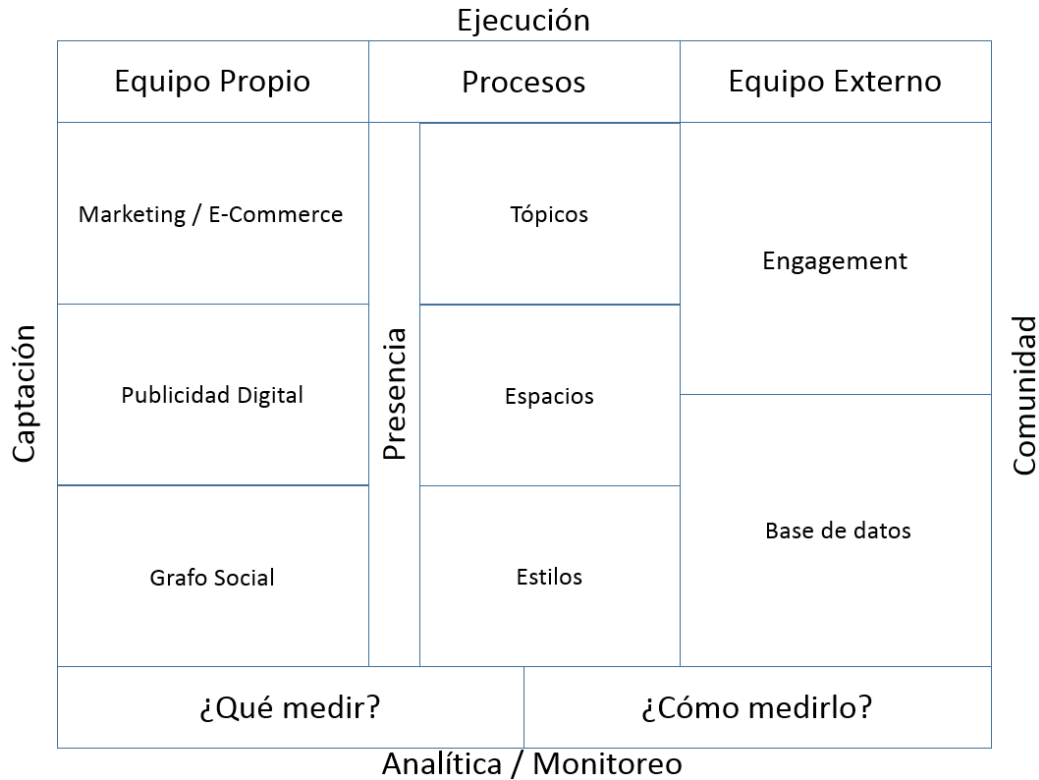 Ejecución
Equipo Propio
Procesos
Equipo Externo
Captación
Marketing / E-Commerce
Publicidad Digital
Grafo Social
Presencia
Tópicos
Espacios
Estilos
Engagement
Base de datos
Comunidad
¿Qué medir?
¿Cómo medirlo?
Analítica / Monitoreo